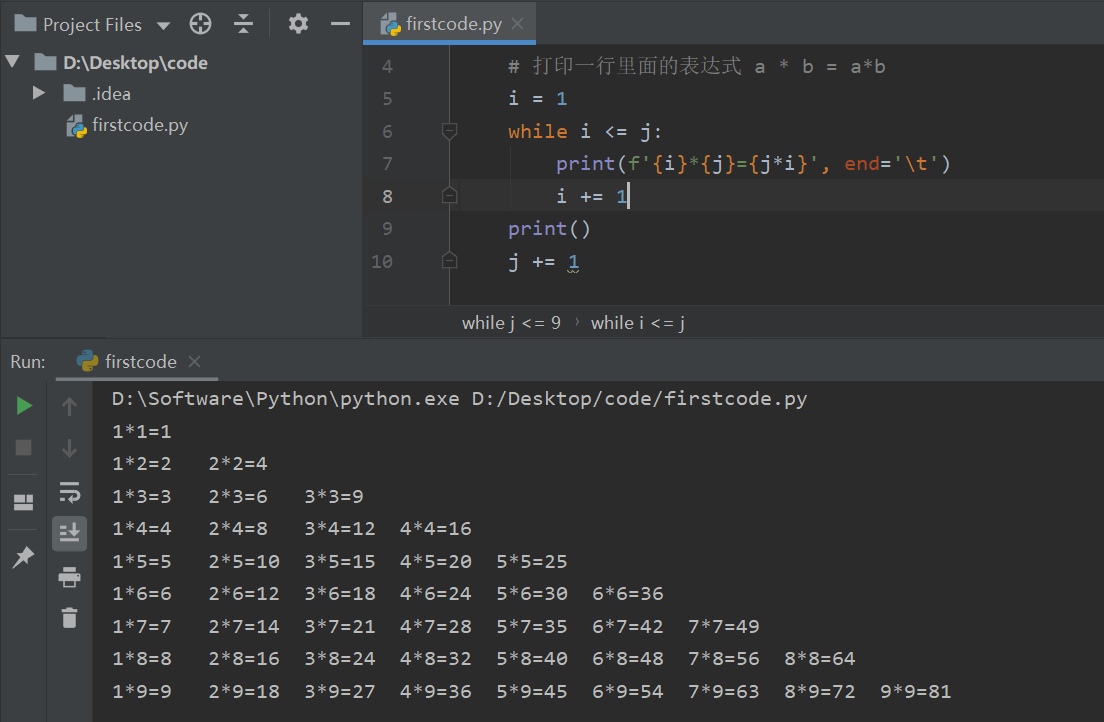 Project Files
firstcode.py
D:\Desktop\code
.idea
firstcode.py
4 # 打印一行里面的表达式 a * b = a*b
5 i = 1
6 while i <= j:
7 print(f'{i}*{j}={j*i}', end='\t')
8 i += 1
9 print()
10 j += 1
while j <= 9 › while i <= j
Run: firstcode
D:\Software\Python\python.exe D:/Desktop/code/firstcode.py
1*1=1
1*2=2 2*2=4
1*3=3 2*3=6 3*3=9
1*4=4 2*4=8 3*4=12 4*4=16
1*5=5 2*5=10 3*5=15 4*5=20 5*5=25
1*6=6 2*6=12 3*6=18 4*6=24 5*6=30 6*6=36
1*7=7 2*7=14 3*7=21 4*7=28 5*7=35 6*7=42 7*7=49
1*8=8 2*8=16 3*8=24 4*8=32 5*8=40 6*8=48 7*8=56 8*8=64
1*9=9 2*9=18 3*9=27 4*9=36 5*9=45 6*9=54 7*9=63 8*9=72 9*9=81